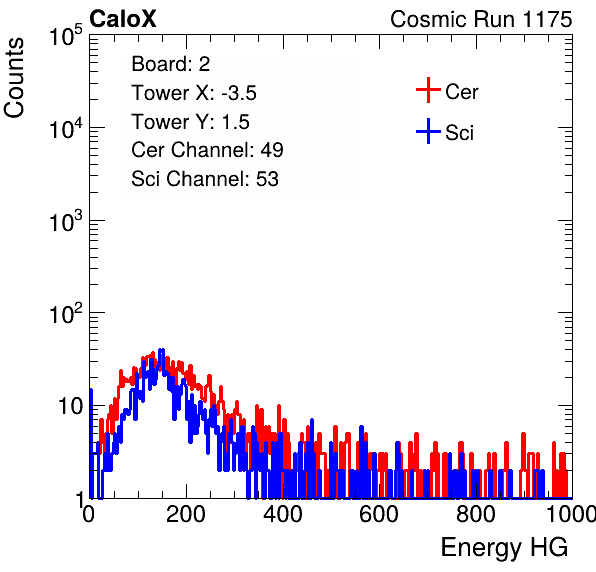 CaloX
Cosmic Run 1175
Counts
Board: 2
Tower X: -3.5
Tower Y: 1.5
Cer Channel: 49
Sci Channel: 53
Cer
Sci
10^5
10^4
10^3
10^2
10
1
0 200 400 600 800 1000
Energy HG